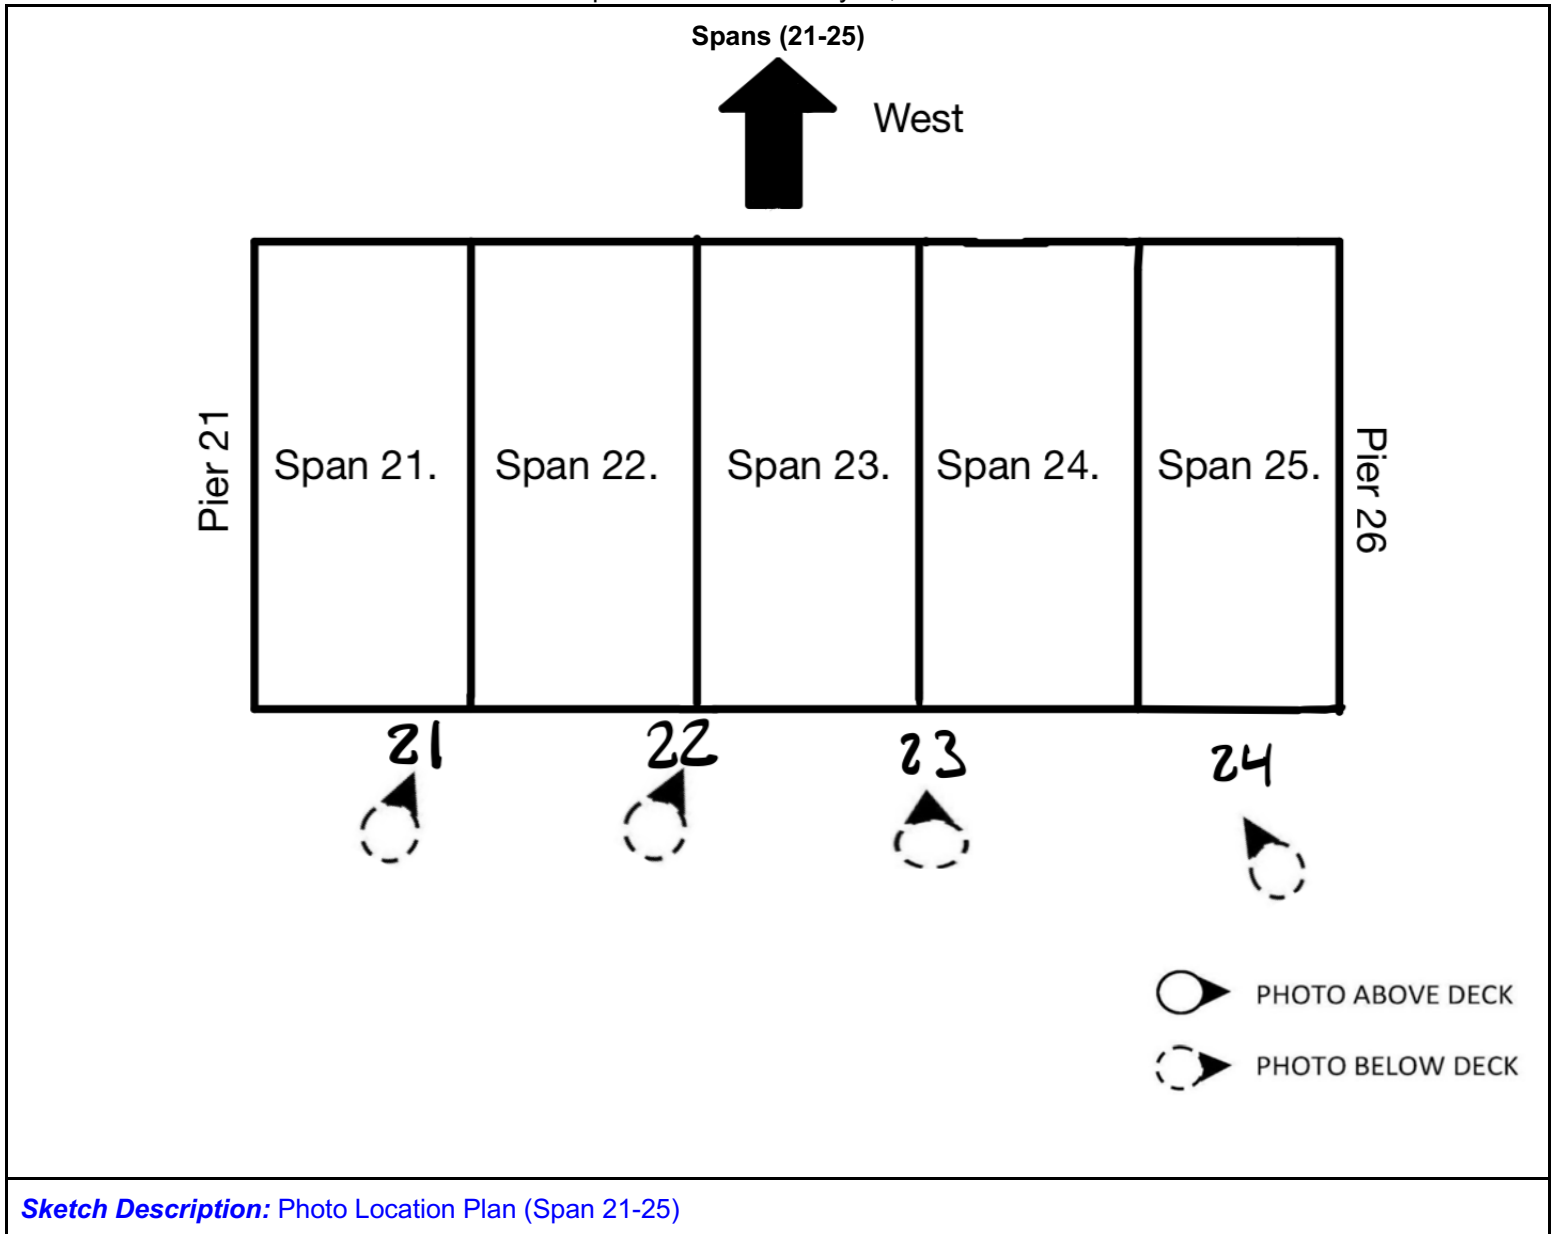 Spans (21-25)
West
Pier 21
Span 21.
Span 22.
Span 23.
Span 24.
Span 25.
Pier 26
21
22
23
24
PHOTO ABOVE DECK
PHOTO BELOW DECK
Sketch Description: Photo Location Plan (Span 21-25)